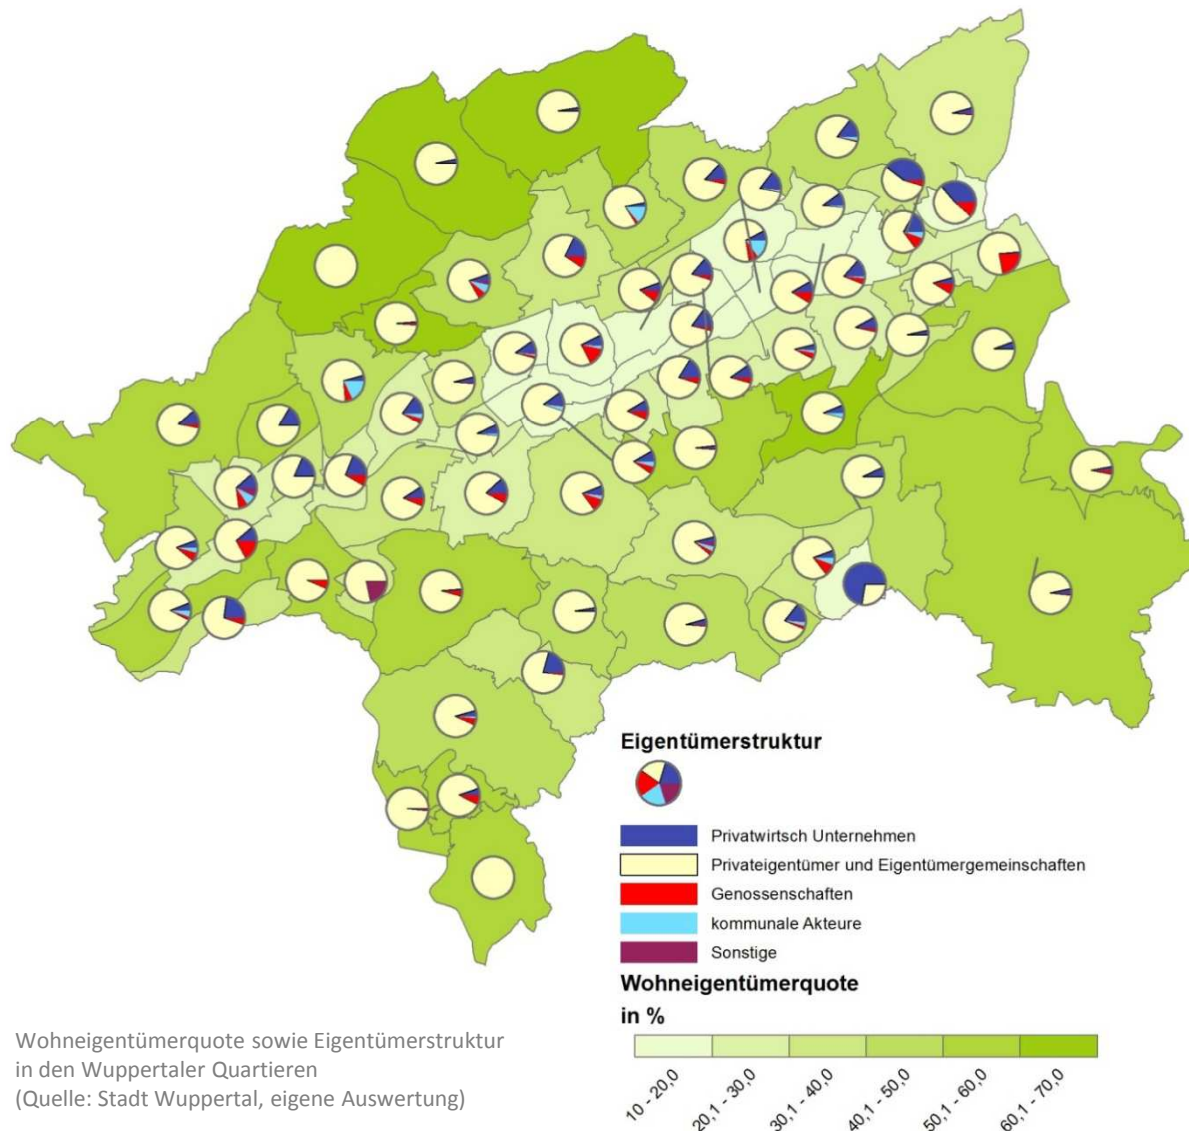 Eigentümerstruktur
Privatwirtsch Unternehmen
Privateigentümer und Eigentümergemeinschaften
Genossenschaften
kommunale Akteure
Sonstige
Wohneigentümerquote
in %
10 - 20,0
20,1 - 30,0
30,1 - 40,0
40,1 - 50,0
50,1 - 60,0
60,1 - 70,0
Wohneigentümerquote sowie Eigentümerstruktur
in den Wuppertaler Quartieren
(Quelle: Stadt Wuppertal, eigene Auswertung)